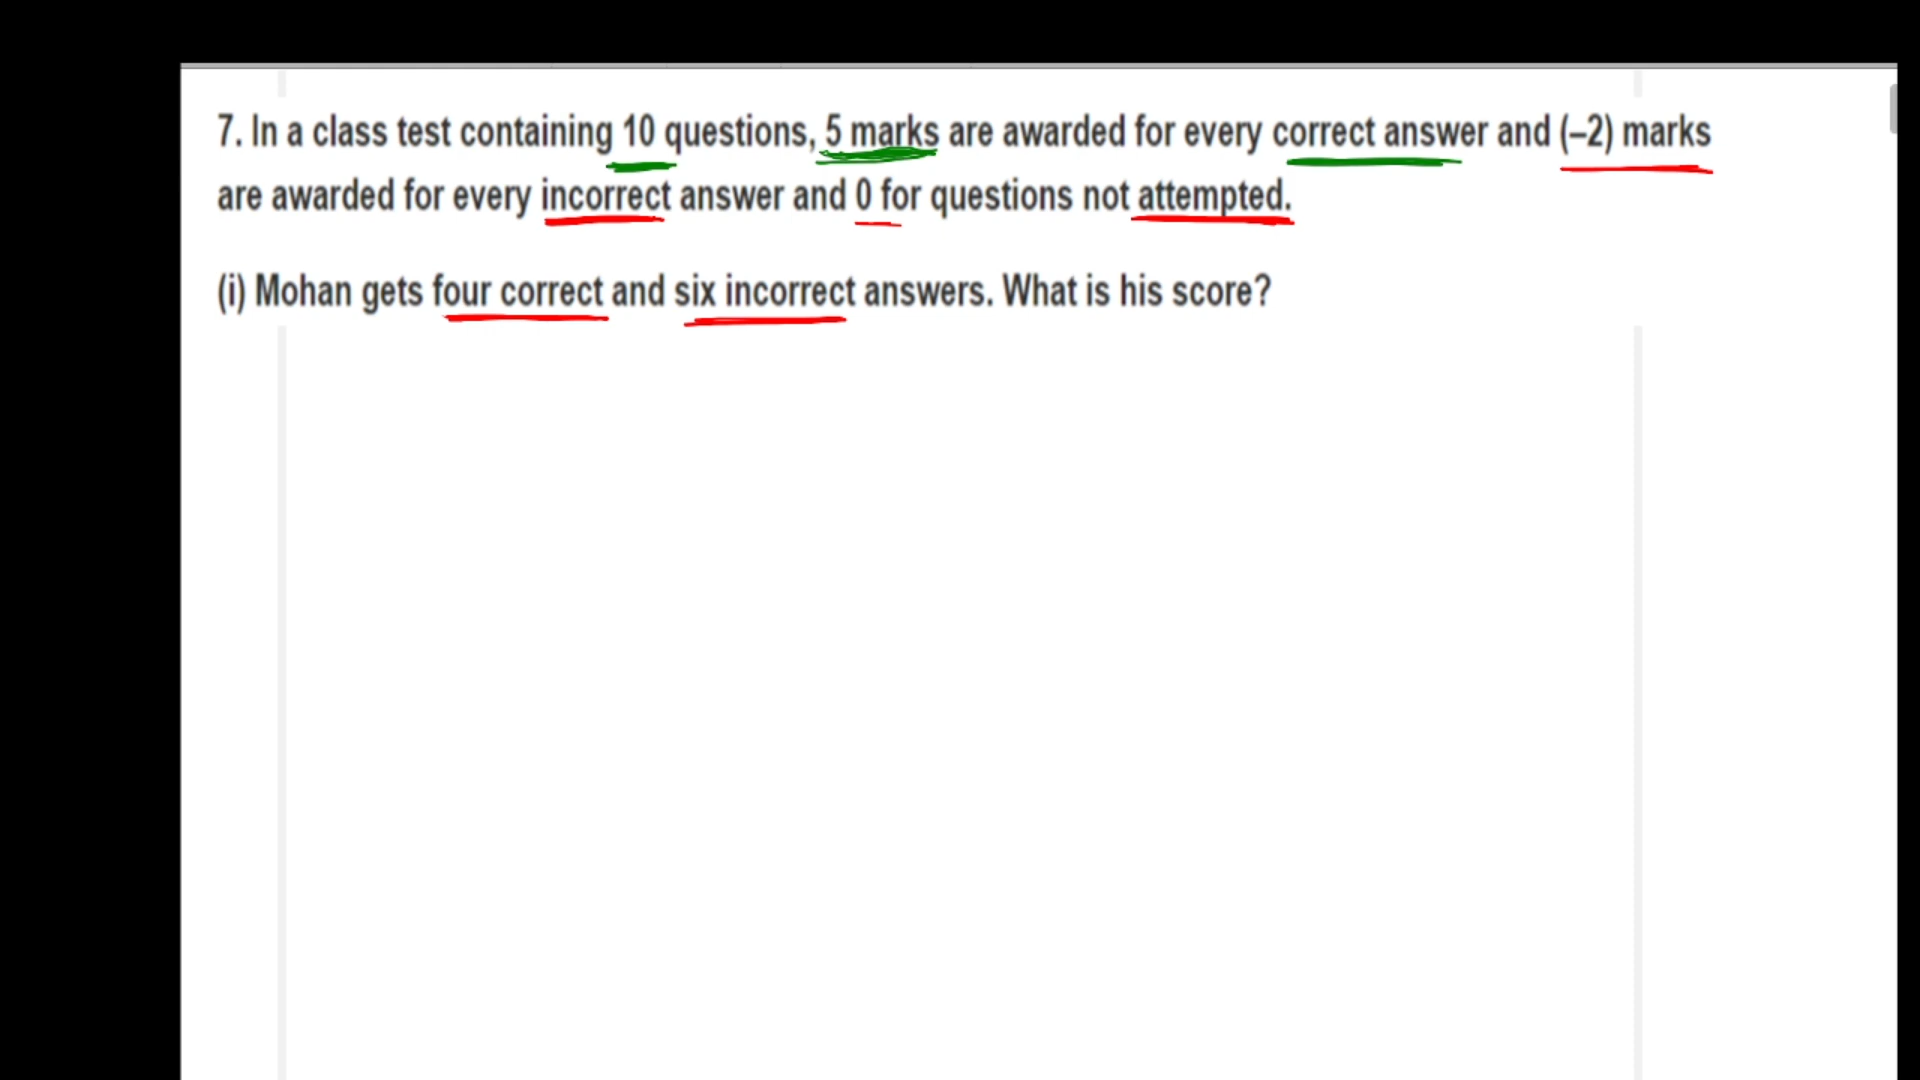 7. In a class test containing 10 questions, 5 marks are awarded for every correct answer and (–2) marks
are awarded for every incorrect answer and 0 for questions not attempted.
(i) Mohan gets four correct and six incorrect answers. What is his score?